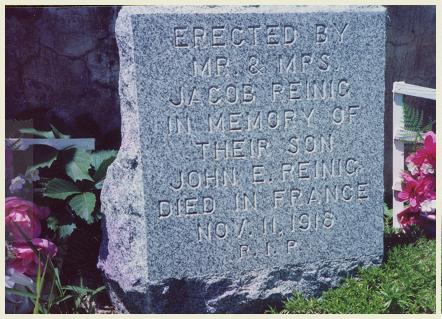 ERECTED BY
MR. & MRS.
JACOB REINIG
IN MEMORY OF
THEIR SON
JOHN E. REINIG
DIED IN FRANCE
NOV. 11, 1918
R. I. P.